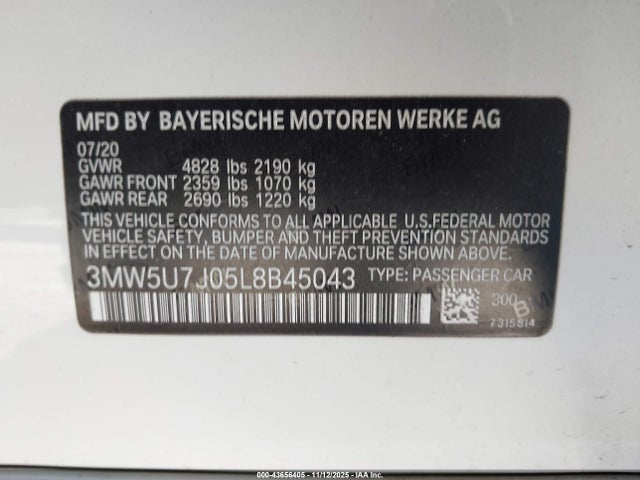 MFD BY BAYERISCHE MOTOREN WERKE AG
07/20
GVWR 4828 lbs 2190 kg
GAWR FRONT 2359 lbs 1070 kg
GAWR REAR 2690 lbs 1220 kg
THIS VEHICLE CONFORMS TO ALL APPLICABLE U.S.FEDERAL MOTOR
VEHICLE SAFETY, BUMPER AND THEFT PREVENTION STANDARDS
IN EFFECT ON THE DATE OF MANUFACTURE SHOWN ABOVE.
3MW5U7J05L8B45043 TYPE: PASSENGER CAR
300
B
7315814
000-43656405 - 11/12/2025 - IAA Inc.